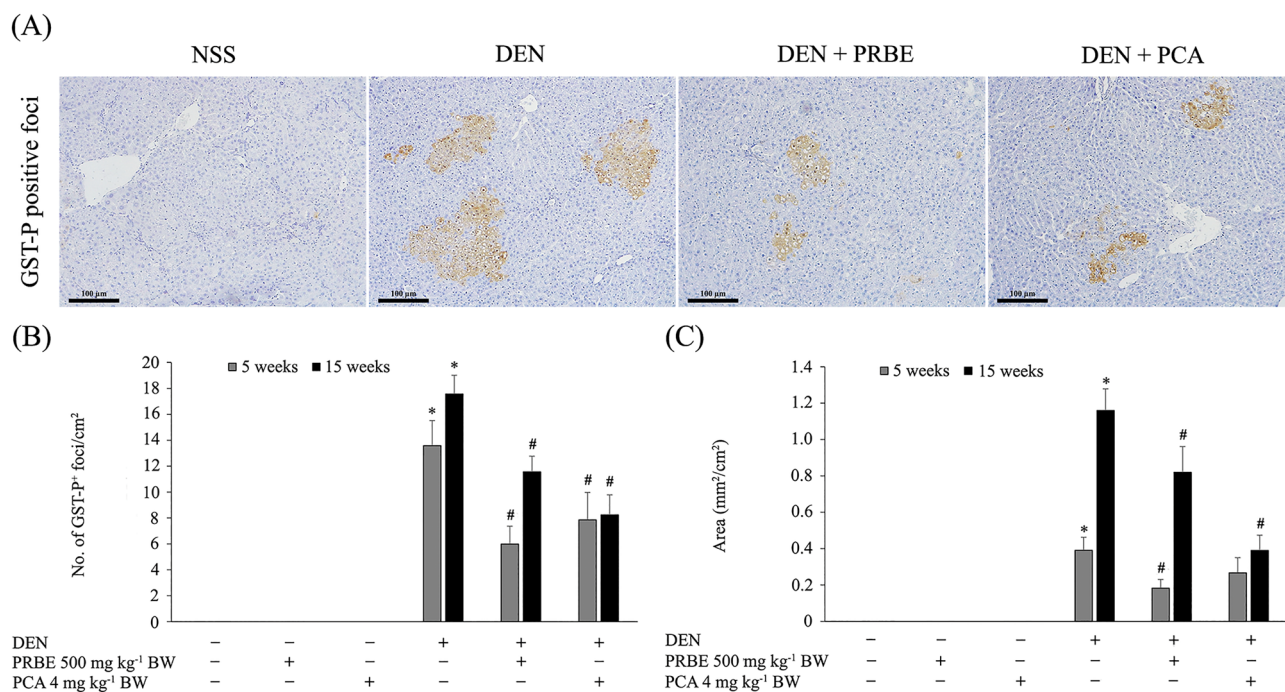 (A)
NSS DEN DEN + PRBE DEN + PCA
GST-P positive foci
100 µm 100 µm 100 µm 100 µm
(B)
5 weeks 15 weeks
No. of GST-P⁺ foci/cm²
20
18
16
14
12
10
8
6
4
2
0
* * # # # #
DEN − − − + + +
PRBE 500 mg kg⁻¹ BW − + − − + −
PCA 4 mg kg⁻¹ BW − − + − − +
(C)
5 weeks 15 weeks
Area (mm²/cm²)
1.4
1.2
1.0
0.8
0.6
0.4
0.2
0.0
* * # # #
DEN − − − + + +
PRBE 500 mg kg⁻¹ BW − + − − + −
PCA 4 mg kg⁻¹ BW − − + − − +